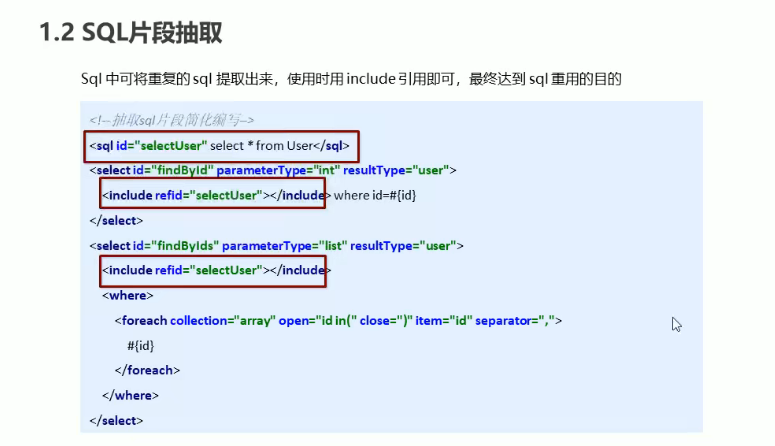 1.2 SQL片段抽取
Sql 中可将重复的 sql 提取出来，使用时用 include 引用即可，最终达到 sql 重用的目的
<!--抽取sql片段简化编写-->
<sql id="selectUser" select * from User</sql>
<select id="findById" parameterType="int" resultType="user">
<include refid="selectUser"></include> where id=#{id}
</select>
<select id="findByIds" parameterType="list" resultType="user">
<include refid="selectUser"></include>
<where>
<foreach collection="array" open="id in(" close=")" item="id" separator=",">
#{id}
</foreach>
</where>
</select>